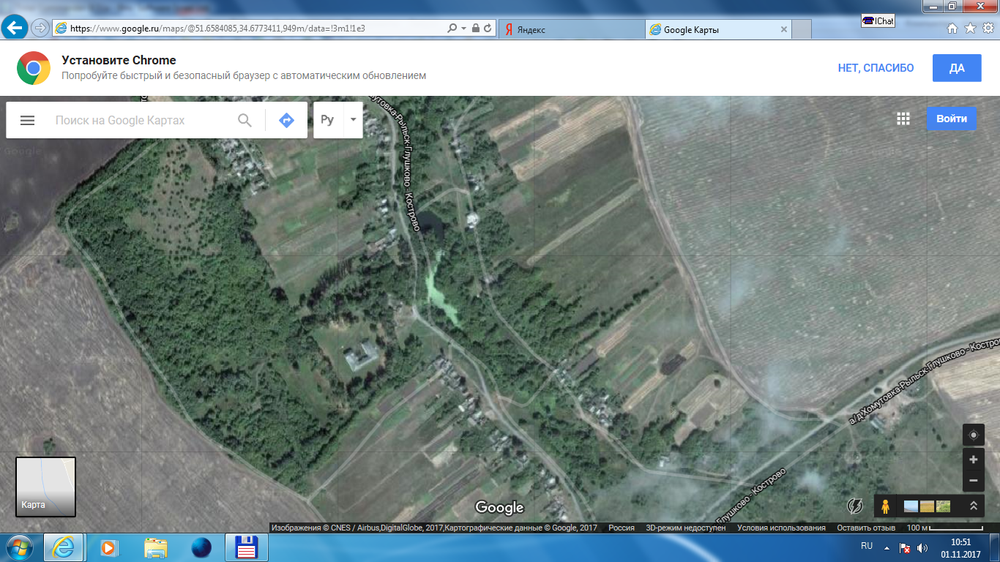 https://www.google.ru/maps/@51.6584085,34.6773411,949m/data=!3m1!1e3
Яндекс
Google Карты
IChat
Установите Chrome
Попробуйте быстрый и безопасный браузер с автоматическим обновлением
НЕТ, СПАСИБО
ДА
Поиск на Google Картах
Ру
Войти
Хомутовка-Рыльск-Глушково - Кострово
а/д Хомутовка-Рыльск-Глушково - Костров
Глушково - Кострово
Карта
Google
Изображения © CNES / Airbus,DigitalGlobe, 2017,Картографические данные © Google, 2017 Россия 3D-режим недоступен Условия использования Оставить отзыв 100 м
RU
10:51
01.11.2017